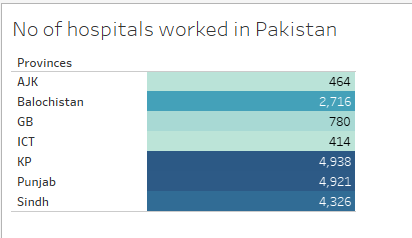 No of hospitals worked in Pakistan
Provinces
AJK 464
Balochistan 2,716
GB 780
ICT 414
KP 4,938
Punjab 4,921
Sindh 4,326